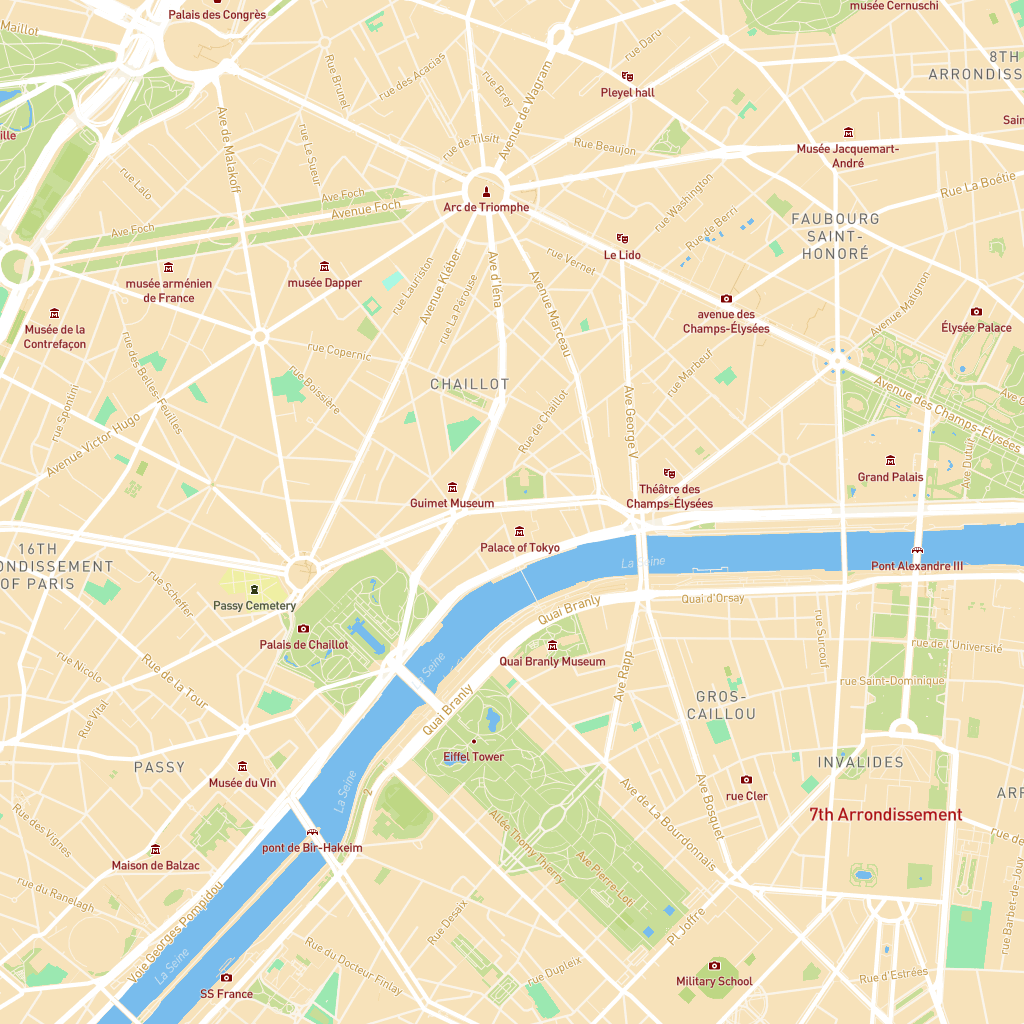 Palais des Congrès
musée Cernuschi
Maillot
rue Daru
8TH
ARRONDISS
rue Brunel
rue des Acacias
rue Brey
Avenue de Wagram
Pleyel hall
Ave de Malakoff
rue Le Sueur
rue de Tilsitt
Rue Beaujon
Musée Jacquemart-
André
Sain
ille
rue Lalo
Ave Foch
Avenue Foch
Ave Foch
Arc de Triomphe
rue Washington
Rue La Boétie
FAUBOURG
SAINT-
HONORÉ
rue de Berri
Le Lido
rue Vernet
musée arménien
de France
musée Dapper
rue Lauriston
Avenue Kléber
rue La Perouse
Ave d'Iéna
Avenue Marceau
avenue des
Champs-Élysées
Avenue Matignon
Élysée Palace
Musée de la
Contrefaçon
rue des Belles-Feuilles
rue Copernic
rue Boissière
CHAILLOT
rue Marbeuf
Avenue des Champs-Élysées
Ave G
rue Spontini
Avenue Victor Hugo
Rue de Chaillot
Ave George V
Ave Dutuit
Grand Palais
Guimet Museum
Théâtre des
Champs-Élysées
Palace of Tokyo
16TH
ONDISSEMENT
OF PARIS
La Seine
Pont Alexandre III
rue Scheffer
Passy Cemetery
Palais de Chaillot
Quai Branly
Quai d'Orsay
rue Surcouf
rue de l'Université
Quai Branly Museum
La Seine
rue Nicolo
Rue de la Tour
Ave Rapp
rue Saint-Dominique
Rue Vital
Quai Branly
GROS-
CAILLOU
Eiffel Tower
PASSY
Musée du Vin
INVALIDES
La Seine
rue Cler
ARR
7th Arrondissement
Rue des Vignes
Ave de La Bourdonnais
Ave Bosquet
Allée Thomy Thierry
rue de
pont de Bir-Hakeim
Maison de Balzac
Ave Pierre-Loti
rue du Ranelagh
Voie Georges Pompidou
Rue Desaix
Pl Joffre
Rue Barbet-de-Jouy
La Seine
Rue du Docteur Finlay
rue Dupleix
Military School
Rue d'Estrées
SS France